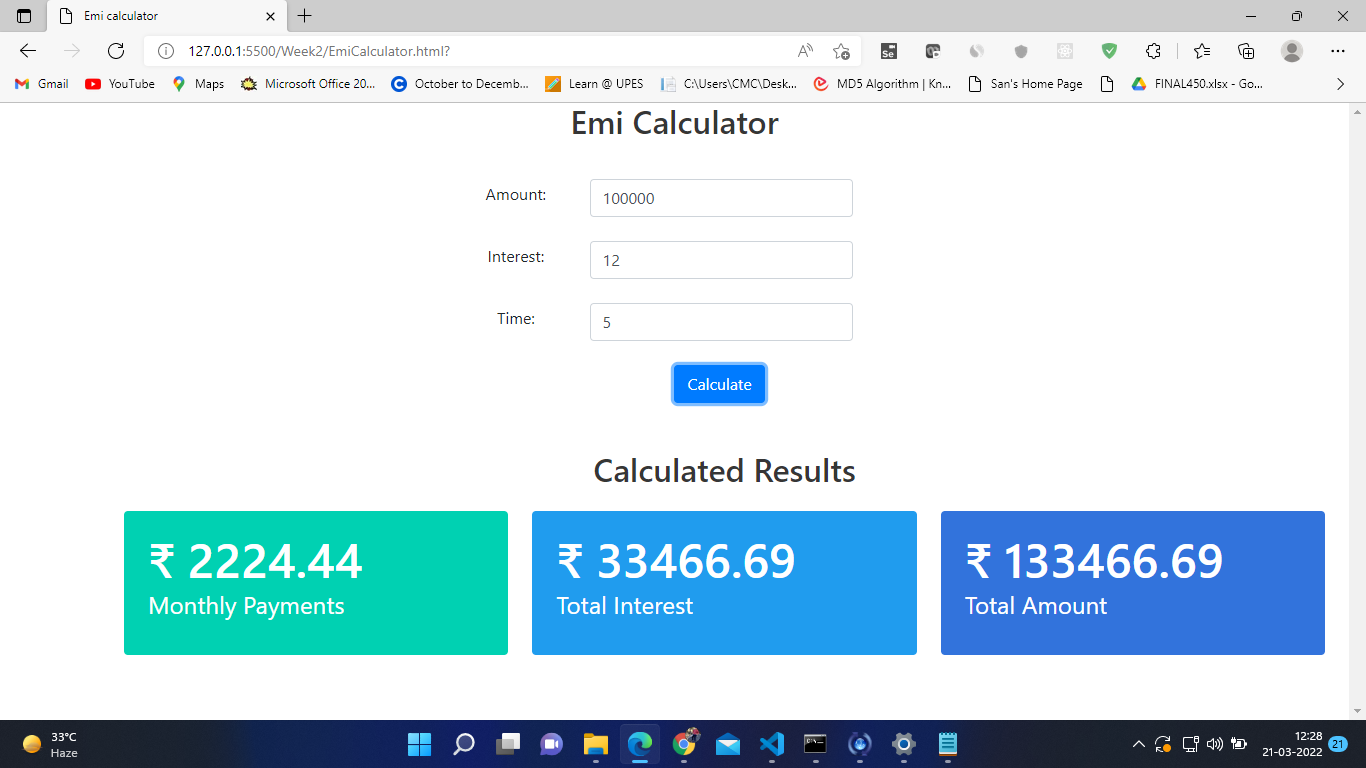 Emi calculator
127.0.0.1:5500/Week2/EmiCalculator.html?
Gmail YouTube Maps Microsoft Office 20... October to Decemb... Learn @ UPES C:\Users\CMC\Desk... MD5 Algorithm | Kn... San's Home Page FINAL450.xlsx - Go...
Emi Calculator
Amount: 100000
Interest: 12
Time: 5
Calculate
Calculated Results
₹ 2224.44
Monthly Payments
₹ 33466.69
Total Interest
₹ 133466.69
Total Amount
33°C
Haze
12:28
21-03-2022
21